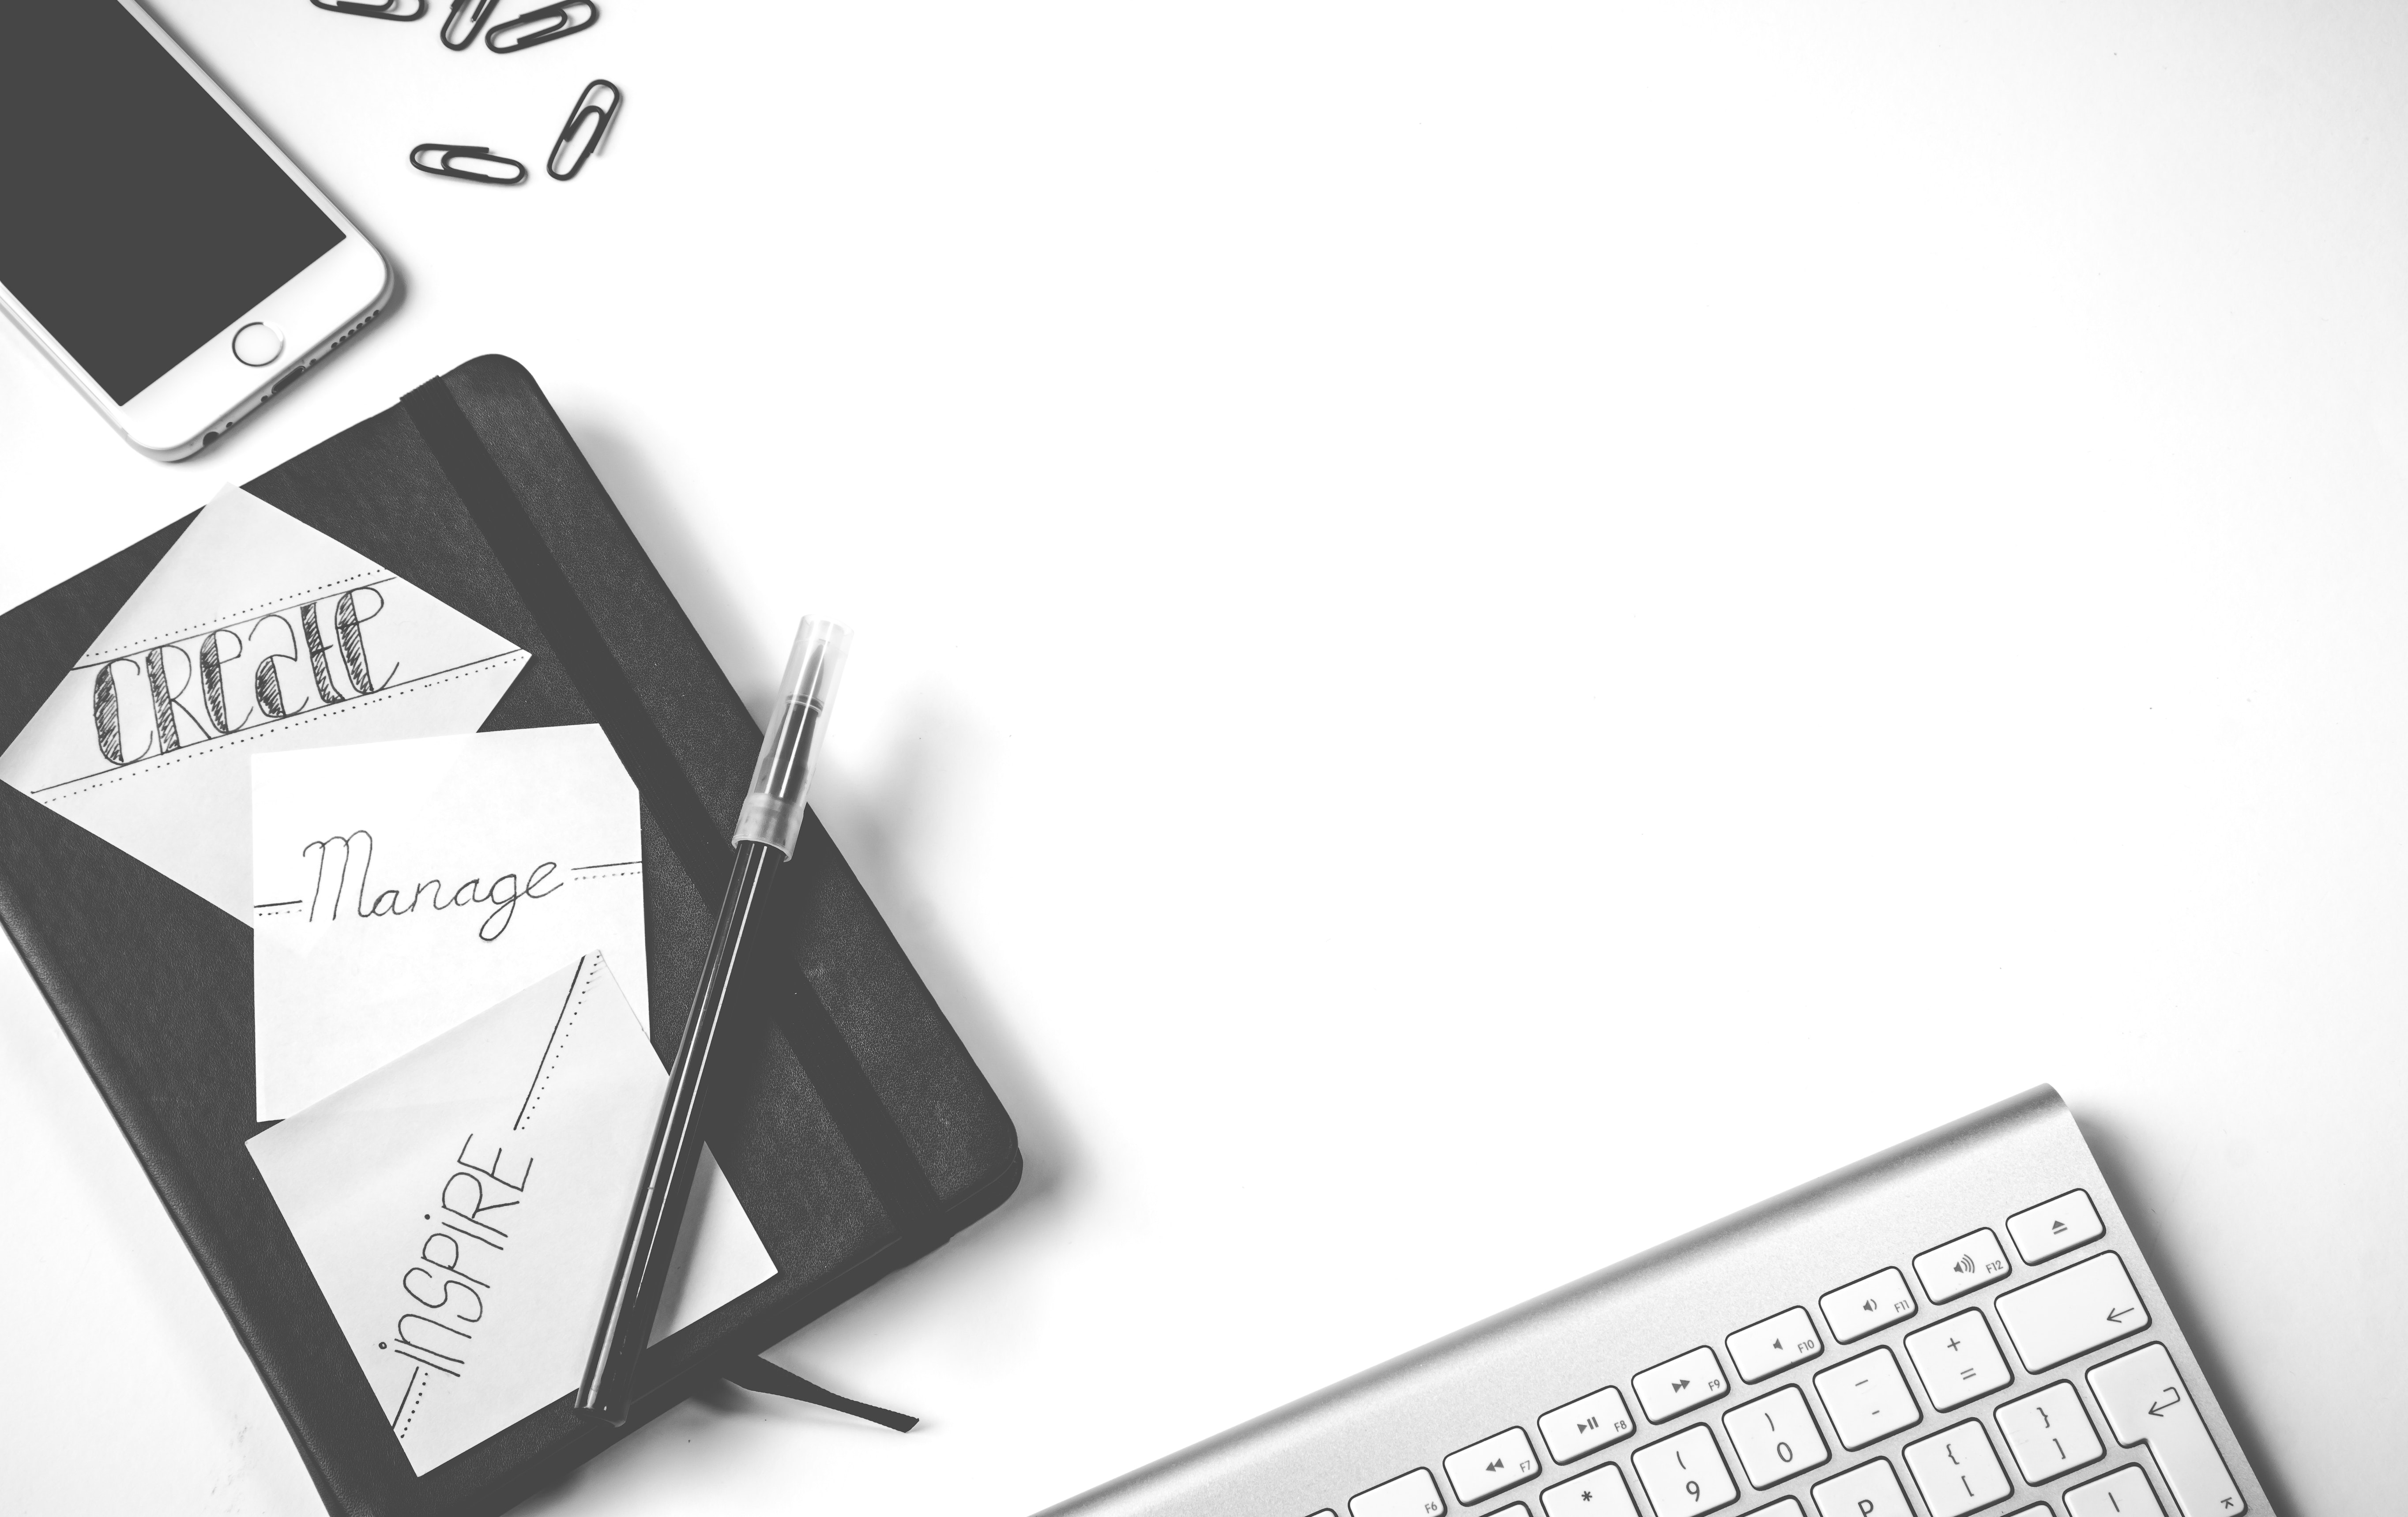 CReate
Manage
iNSPiRE
F12
F11
F10
F9
F8
F7
F6
+
=
–
-
)
0
(
9
*
}
]
{
[
P